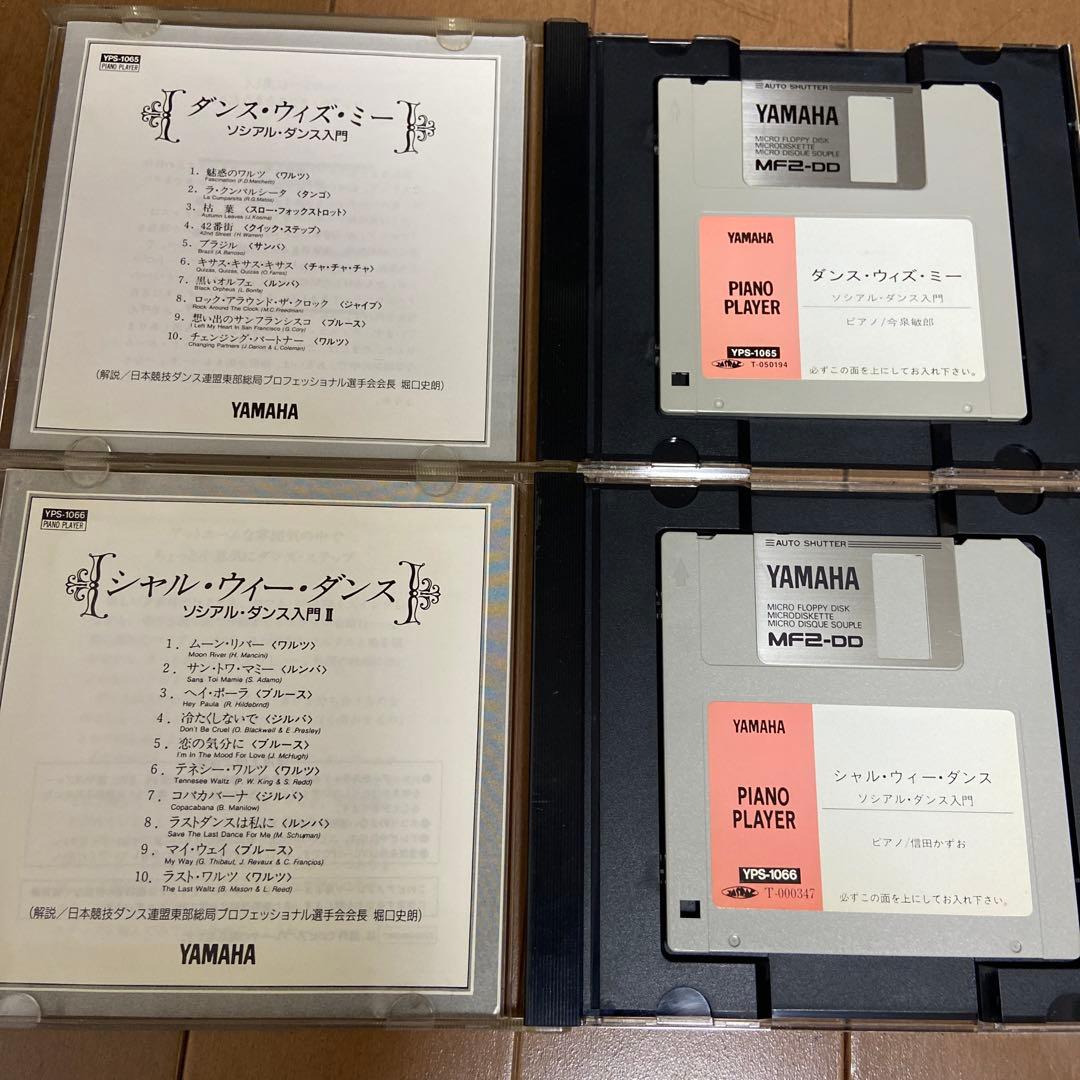 YPS-1065
PIANO PLAYER
ダンス・ウィズ・ミー
ソシアル・ダンス入門
1. 魅惑のワルツ〈ワルツ〉
Fascination (F.D.Marchetti)
2. ラ・クンパルシータ〈タンゴ〉
La Cumparsita (R.G.Matos)
3. 枯 葉〈スロー・フォックストロット〉
Autumn Leaves (J.Kosma)
4. 42番街〈クイック・ステップ〉
42nd Street (H.Warren)
5. ブラジル〈サンバ〉
Brazil (A.Barroso)
6. キサス・キサス・キサス〈チャ・チャ・チャ〉
Quizas, Quizas, Quizas (O.Farres)
7. 黒いオルフェ〈ルンバ〉
Black Orpheus (L.Bonfa)
8. ロック・アラウンド・ザ・クロック〈ジャイブ〉
Rock Around The Clock (M.C.Freedman)
9. 想い出のサンフランシスコ〈ブルース〉
I Left My Heart In San Francisco (G.Cory)
10. チェンジング・パートナー〈ワルツ〉
Changing Partners (J.Darion & L.Coleman)
(解説/日本競技ダンス連盟東部総局プロフェッショナル選手会会長 堀口史朗)
YAMAHA
AUTO SHUTTER
YAMAHA
MICRO FLOPPY DISK
MICRODISKETTE
MICRO DISQUE SOUPLE
MF2-DD
YAMAHA
PIANO
PLAYER
YPS-1065
T-050194
ダンス・ウィズ・ミー
ソシアル・ダンス入門
ピアノ/今泉敏郎
必ずこの面を上にしてお入れ下さい。
YPS-1066
PIANO PLAYER
シャル・ウィー・ダンス
ソシアル・ダンス入門Ⅱ
1. ムーン・リバー〈ワルツ〉
Moon River (H. Mancini)
2. サン・トワ・マミー〈ルンバ〉
Sans Toi Mamie (S. Adamo)
3. ヘイ・ポーラ〈ブルース〉
Hey Paula (R. Hildebrnd)
4. 冷たくしないで〈ジルバ〉
Don't Be Cruel (O. Blackwell & E .Presley)
5. 恋の気分に〈ブルース〉
I'm In The Mood For Love (J. McHugh)
6. テネシー・ワルツ〈ワルツ〉
Tennesee Waltz (P. W. King & S. Redd)
7. コパカバーナ〈ジルバ〉
Copacabana (B. Manilow)
8. ラストダンスは私に〈ルンバ〉
Save The Last Dance For Me (M. Schuman)
9. マイ・ウェイ〈ブルース〉
My Way (G. Thibaut, J. Revaux & C. Françios)
10. ラスト・ワルツ〈ワルツ〉
The Last Waltz (B. Mason & L. Reed)
(解説/日本競技ダンス連盟東部総局プロフェッショナル選手会会長 堀口史朗)
YAMAHA
AUTO SHUTTER
YAMAHA
MICRO FLOPPY DISK
MICRODISKETTE
MICRO DISQUE SOUPLE
MF2-DD
YAMAHA
PIANO
PLAYER
YPS-1066
T-000347
シャル・ウィー・ダンス
ソシアル・ダンス入門
ピアノ/信田かずお
必ずこの面を上にしてお入れ下さい。